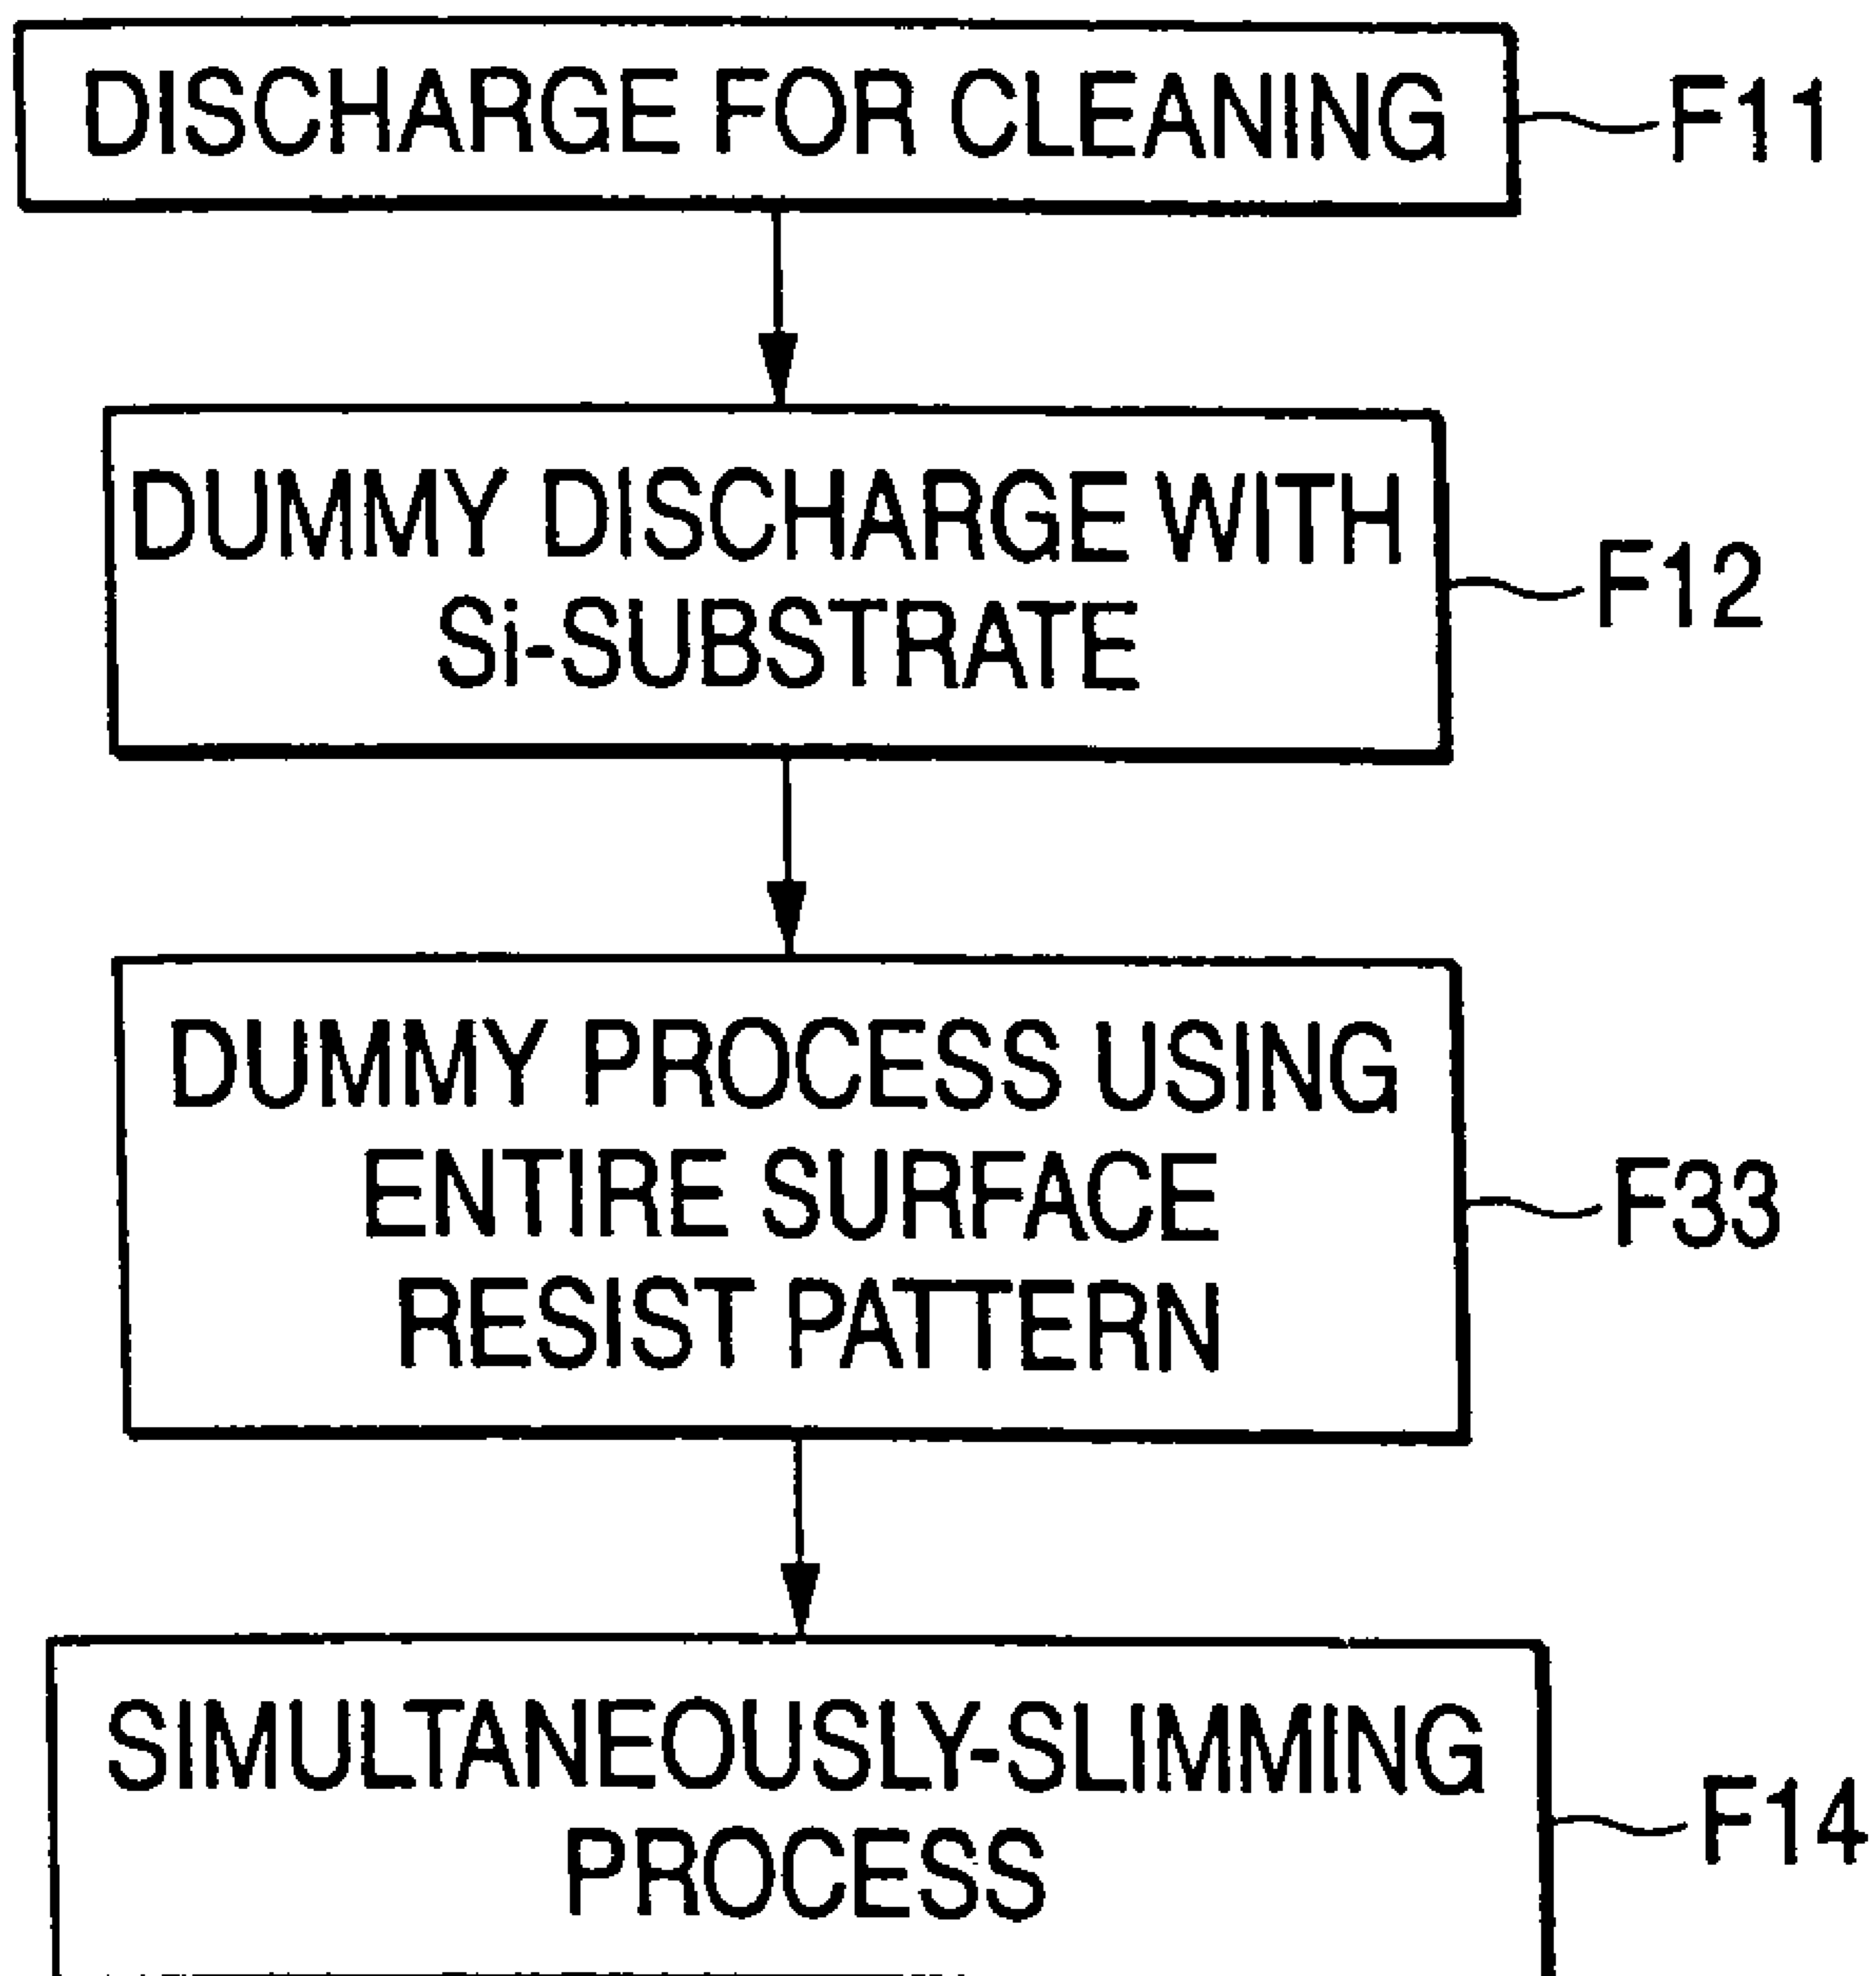 DISCHARGE FOR CLEANING
F11
DUMMY DISCHARGE WITH
Si-SUBSTRATE
F12
DUMMY PROCESS USING
ENTIRE SURFACE
RESIST PATTERN
F33
SIMULTANEOUSLY-SLIMMING
PROCESS
F14